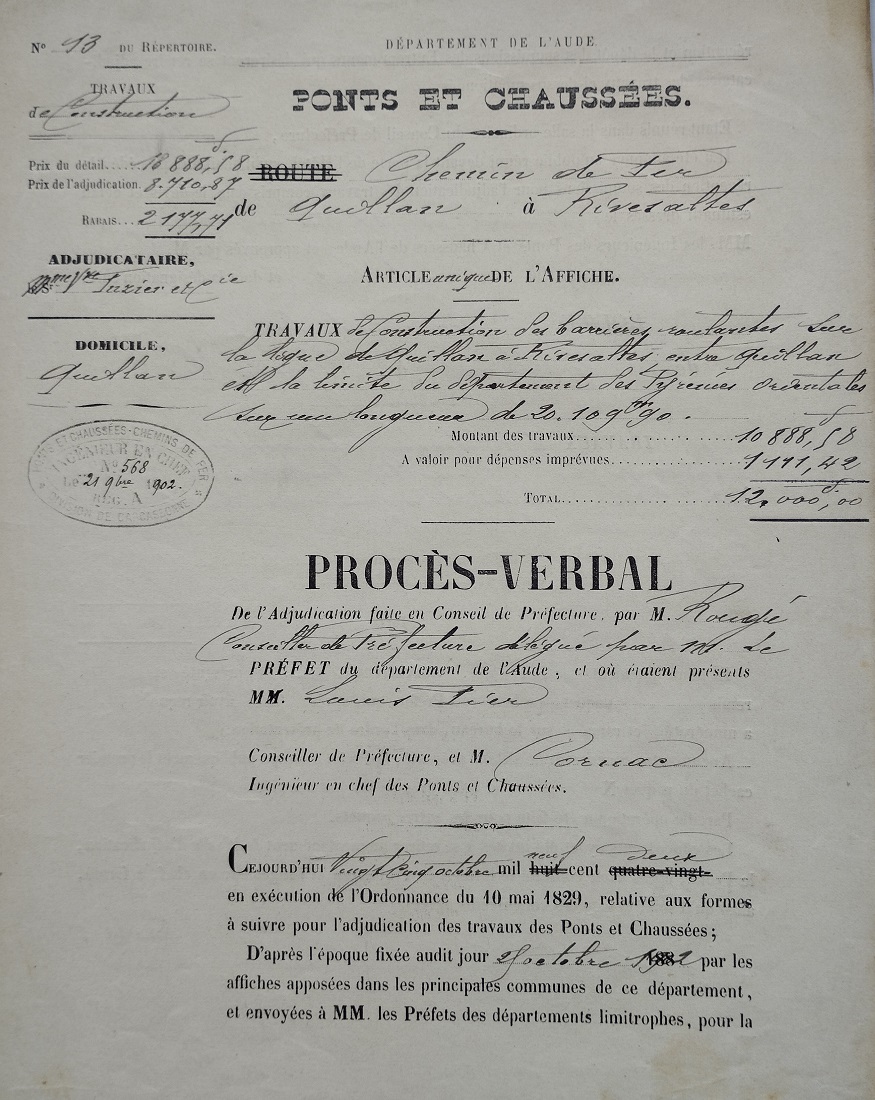 N° 13 DU RÉPERTOIRE.
DÉPARTEMENT DE L'AUDE.
TRAVAUX
de Construction
PONTS ET CHAUSSÉES.
Prix du détail..... 10 888,58
Prix de l'adjudication. 8.710,87
RABAIS... 2177,71
ROUTE Chemin de Fer
de Quillan à Rivesaltes
ADJUDICATAIRE,
Mme Vve et Cie
ARTICLE unique DE L'AFFICHE.
DOMICILE,
Quillan
TRAVAUX de Construction des barrières roulantes sur
la ligne de Quillan à Rivesaltes, entre Quillan
et la limite du département des Pyrénées Orientales
sur une longueur de 20.109m90.
Montant des travaux.... 10888,58
A valoir pour dépenses imprévues.... 1111,42
TOTAL.... 12.000,00
PONTS ET CHAUSSÉES-CHEMINS DE FER
INGÉNIEUR EN CHEF
N° 568
Le 21 9bre 1902.
REG. A
DIVISION DE CARCASSONNE
PROCÈS-VERBAL
De l'Adjudication faite en Conseil de Préfecture, par M. Rougé
Conseiller de Préfecture délégué par M. Le
PRÉFET du département de l'Aude, et où étaient présents
MM. Louis
Conseiller de Préfecture, et M. Cornac
Ingénieur en chef des Ponts et Chaussées.
CEJOURD'HUI Vingt Cinq octobre mil huit neuf cent quatre-vingt- deux
en exécution de l'Ordonnance du 10 mai 1829, relative aux formes
à suivre pour l'adjudication des travaux des Ponts et Chaussées;
D'après l'époque fixée audit jour 25 octobre 1902 par les
affiches apposées dans les principales communes de ce département,
et envoyées à MM. les Préfets des départements limitrophes, pour la